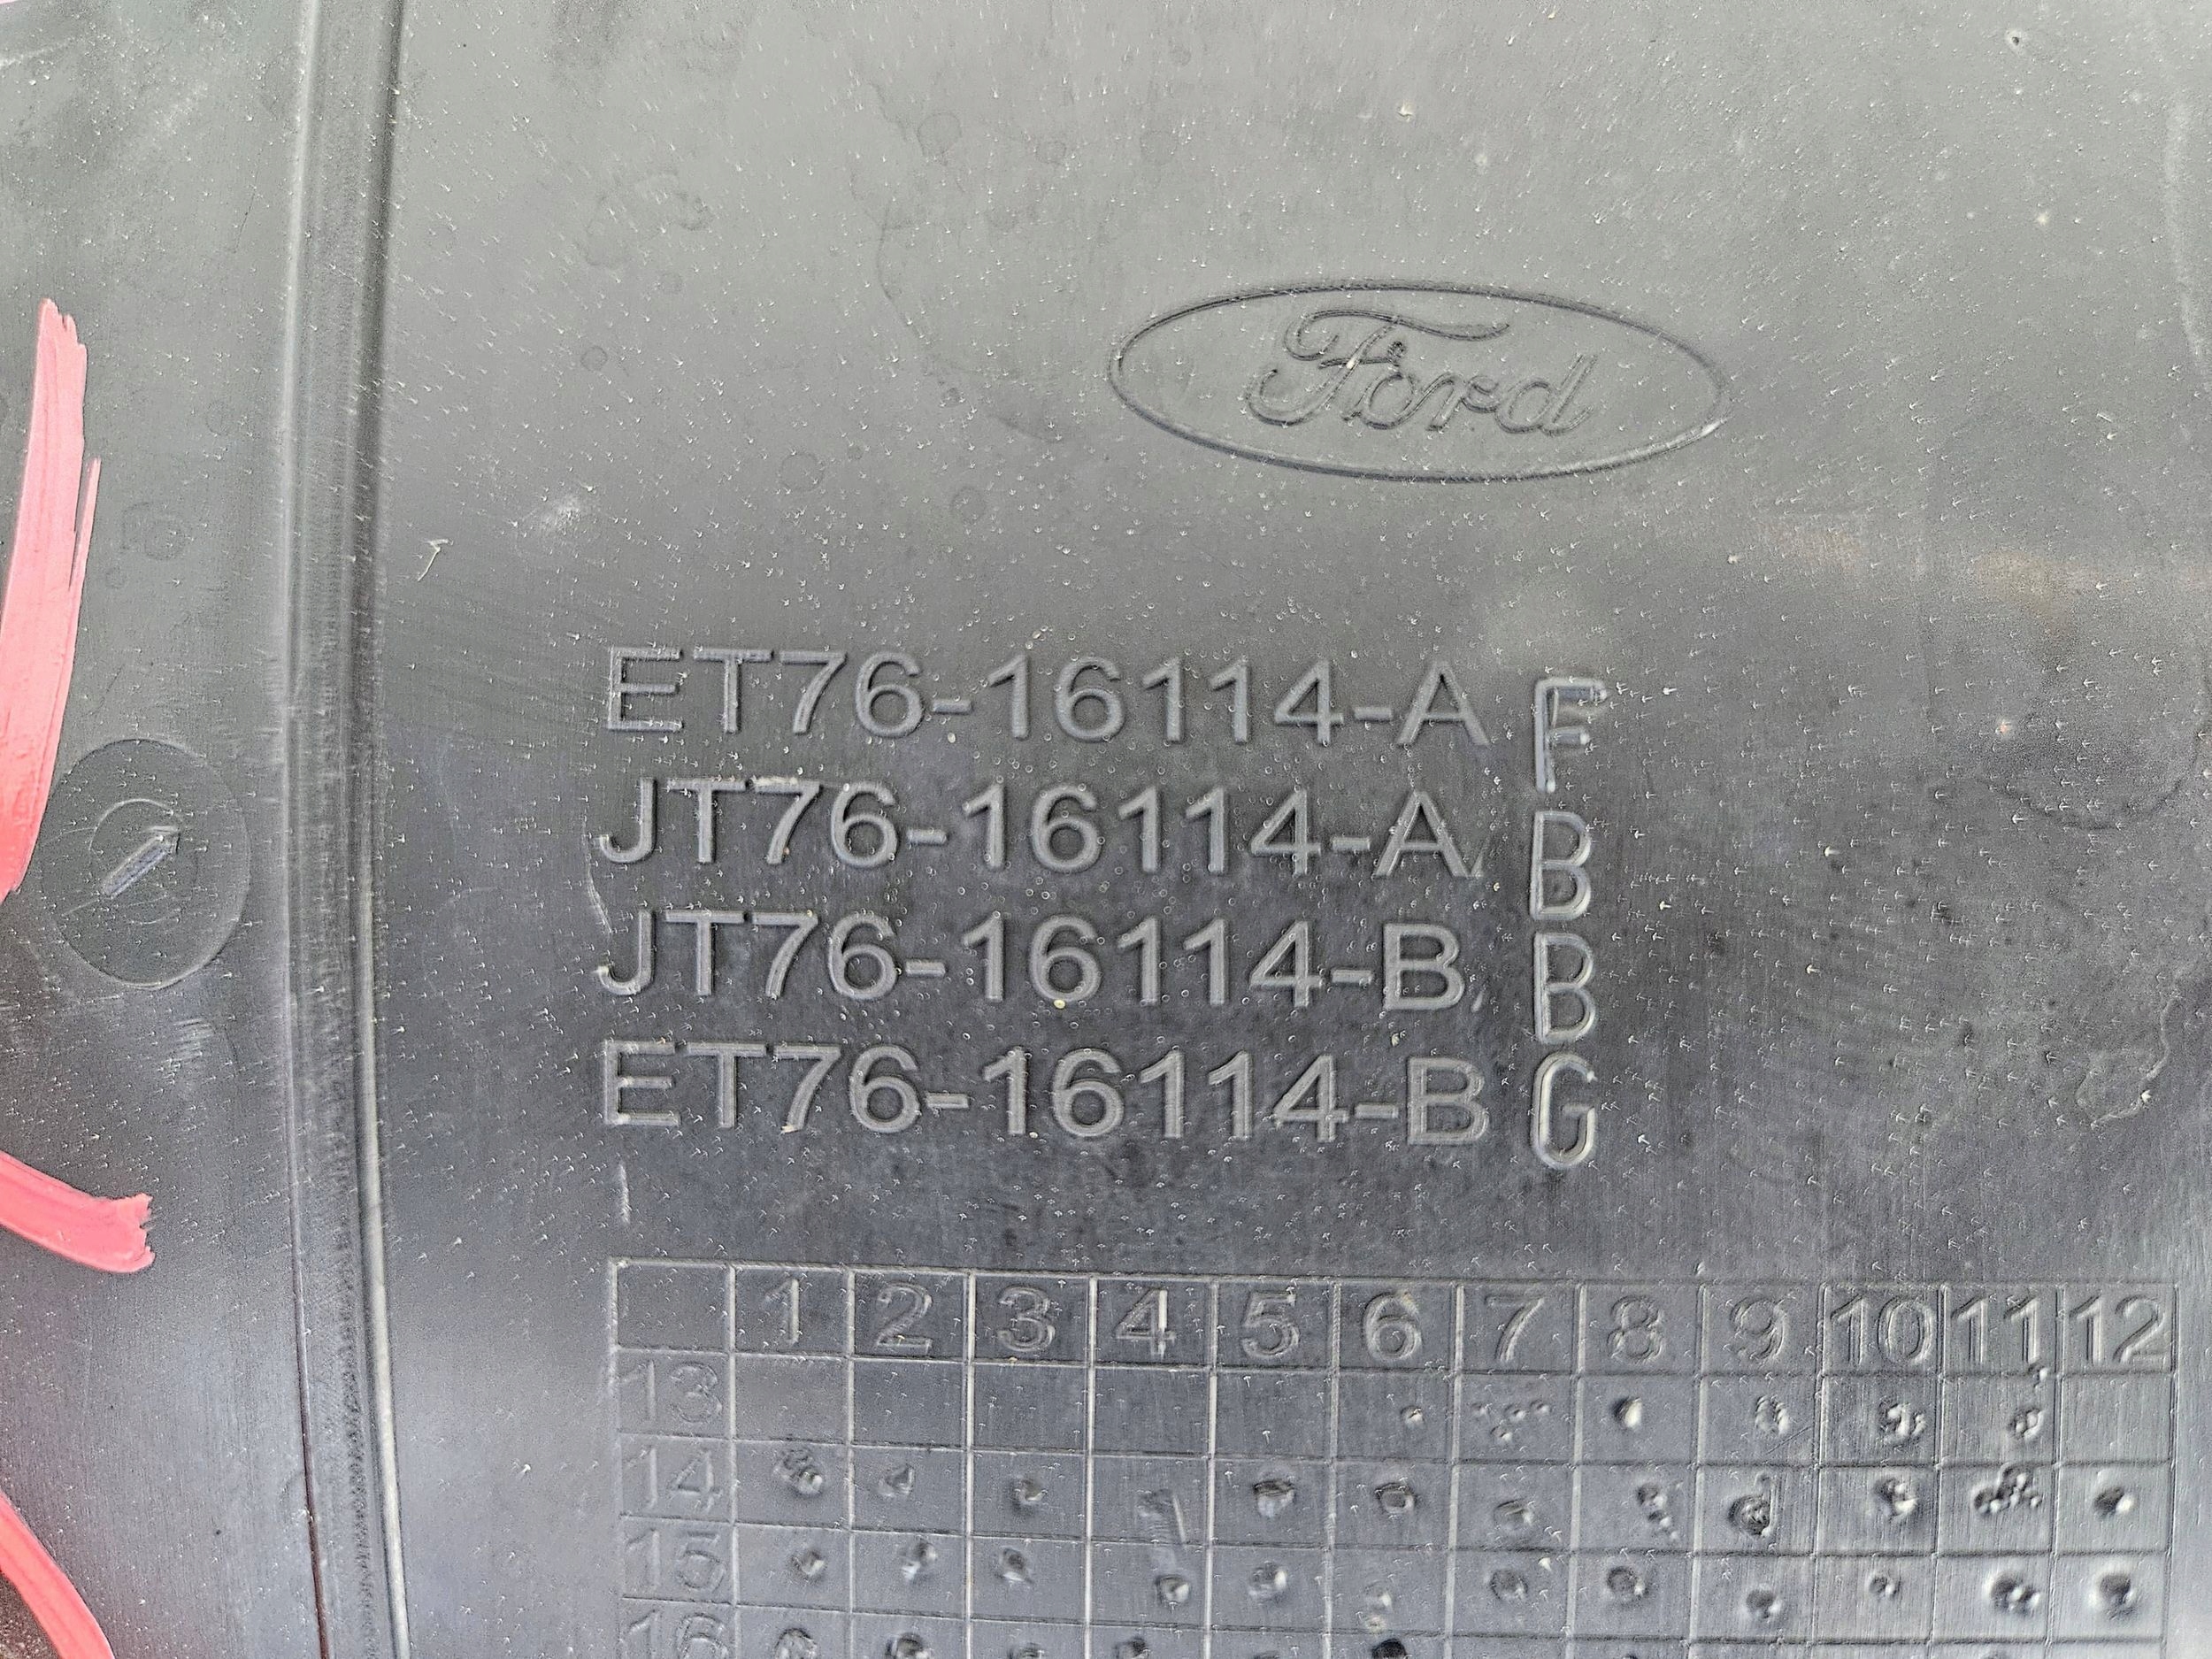 Ford
ET76-16114-A F
JT76-16114-A B
JT76-16114-B B
ET76-16114-B G
1 2 3 4 5 6 7 8 9 10 11 12
13
14
15
16